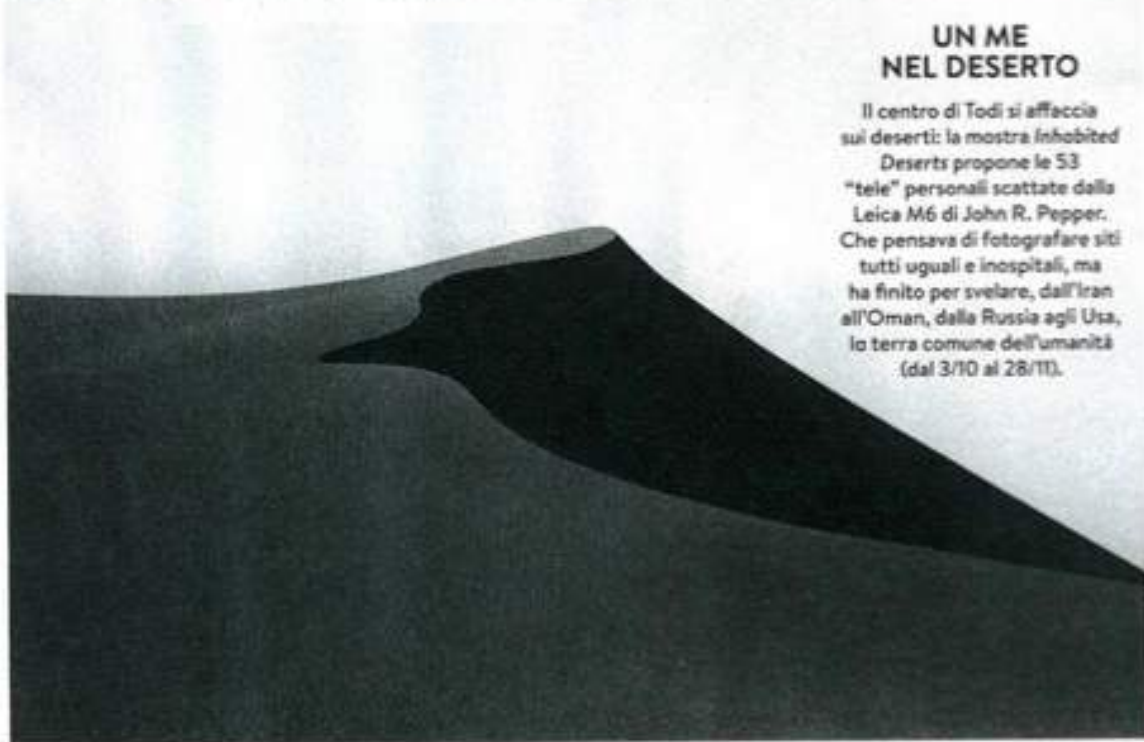 UN ME
NEL DESERTO
Il centro di Todi si affaccia
sui deserti: la mostra Inhabited
Deserts propone le 53
"tele" personali scattate dalla
Leica M6 di John R. Pepper.
Che pensava di fotografare siti
tutti uguali e inospitali, ma
ha finito per svelare, dall'Iran
all'Oman, dalla Russia agli Usa,
la terra comune dell'umanità
(dal 3/10 al 28/11).